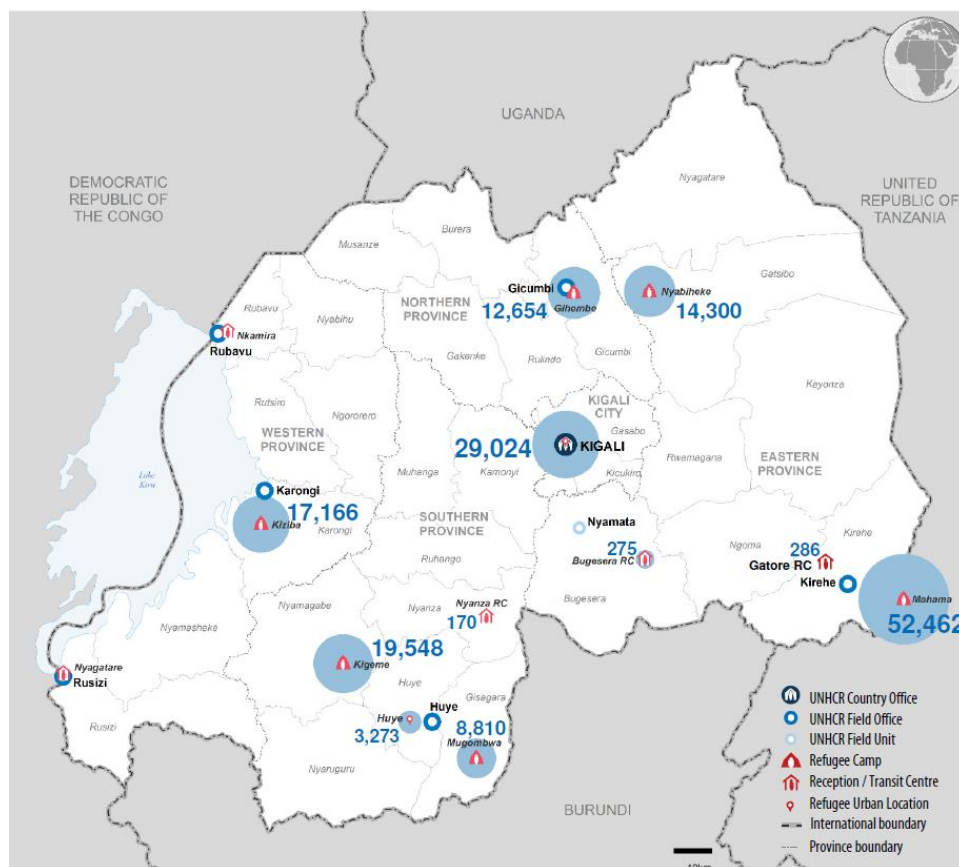 UGANDA
DEMOCRATIC
REPUBLIC OF
THE CONGO
UNITED
REPUBLIC OF
TANZANIA
Nyagatare
Burera
Musanze
Gatsibo
Gicumbi
12,654
Gihembe
Nyabiheke
14,300
NORTHERN
PROVINCE
Rubavu
Nyabihu
Nkamira
Rubavu
Gakenke
Rulindo
Gicumbi
Kayonza
Rutsiro
Ngororero
KIGALI
CITY
Gasabo
29,024
KIGALI
Kicukiro
WESTERN
PROVINCE
Muhanga
Kamonyi
Rwamagana
EASTERN
PROVINCE
Lake
Kivu
Karongi
17,166
Kiziba
Karongi
SOUTHERN
PROVINCE
Ruhango
Nyamata
275
Bugesera RC
Bugesera
Ngoma
Kirehe
286
Gatore RC
Kirehe
Mahama
52,462
Nyamagabe
Nyanza
Nyanza RC
170
Nyamasheke
19,548
Kigeme
Huye
Gisagara
Nyagatare
Rusizi
Rusizi
Huye
3,273
Huye
8,810
Mugombwa
Nyaruguru
BURUNDI
UNHCR Country Office
UNHCR Field Office
UNHCR Field Unit
Refugee Camp
Reception / Transit Centre
Refugee Urban Location
International boundary
Province boundary